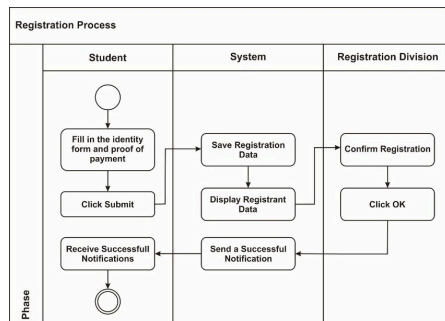 Registration Process
Student
System
Registration Division
Fill in the identity
form and proof of
payment
Save Registration
Data
Confirm Registration
Click Submit
Display Registrant
Data
Click OK
Receive Successfull
Notifications
Send a Successful
Notification
Phase